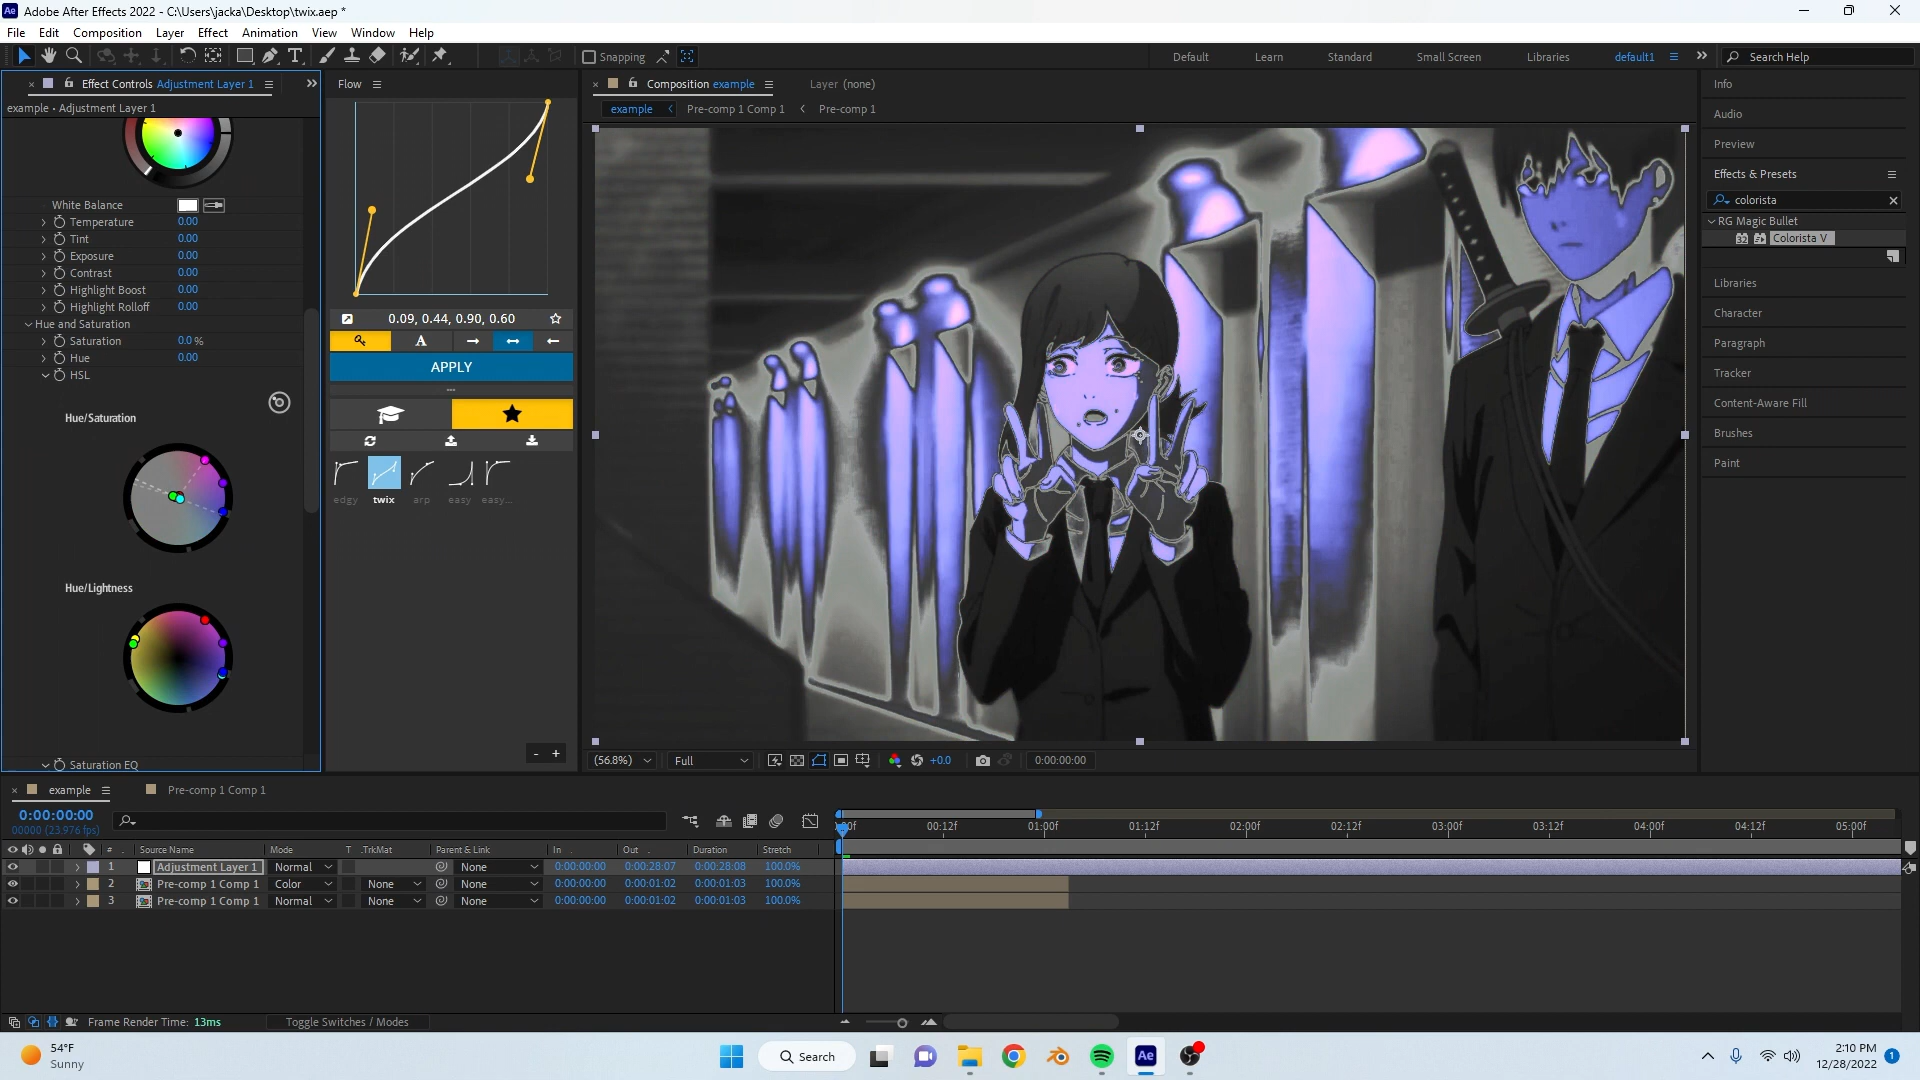 Ae Adobe After Effects 2022 - C:\Users\jacka\Desktop\twix.aep *
File Edit Composition Layer Effect Animation View Window Help
Snapping Default Learn Standard Small Screen Libraries default1 Search Help
Effect Controls Adjustment Layer 1
example • Adjustment Layer 1
White Balance
Temperature 0.00
Tint 0.00
Exposure 0.00
Contrast 0.00
Highlight Boost 0.00
Highlight Rolloff 0.00
Hue and Saturation
Saturation 0.0 %
Hue 0.00
HSL
Hue/Saturation
Hue/Lightness
Saturation EQ
Flow
0.09, 0.44, 0.90, 0.60
A
APPLY
edgy twix arp easy easy...
- +
Composition example Layer (none)
example Pre-comp 1 Comp 1 Pre-comp 1
(56.8%) Full +0.0 0:00:00:00
Info
Audio
Preview
Effects & Presets
colorista
RG Magic Bullet
32 Colorista V
Libraries
Character
Paragraph
Tracker
Content-Aware Fill
Brushes
Paint
example Pre-comp 1 Comp 1
0:00:00:00
00000 (23.976 fps)
00:12f 01:00f 01:12f 02:00f 02:12f 03:00f 03:12f 04:00f 04:12f 05:00f
# Source Name Mode T .TrkMat Parent & Link In Out Duration Stretch
1 Adjustment Layer 1 Normal None 0:00:00:00 0:00:28:07 0:00:28:08 100.0%
2 Pre-comp 1 Comp 1 Color None None 0:00:00:00 0:00:01:02 0:00:01:03 100.0%
3 Pre-comp 1 Comp 1 Normal None None 0:00:00:00 0:00:01:02 0:00:01:03 100.0%
Frame Render Time: 13ms Toggle Switches / Modes
54°F
Sunny
Search
Ae
2:10 PM
12/28/2022
1